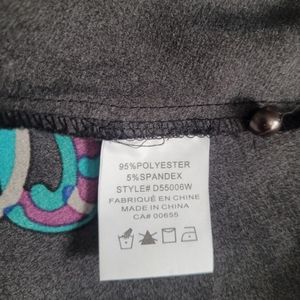 95%POLYESTER
5%SPANDEX
STYLE# D55006W
FABRIQUÉ EN CHINE
MADE IN CHINA
CA# 00655